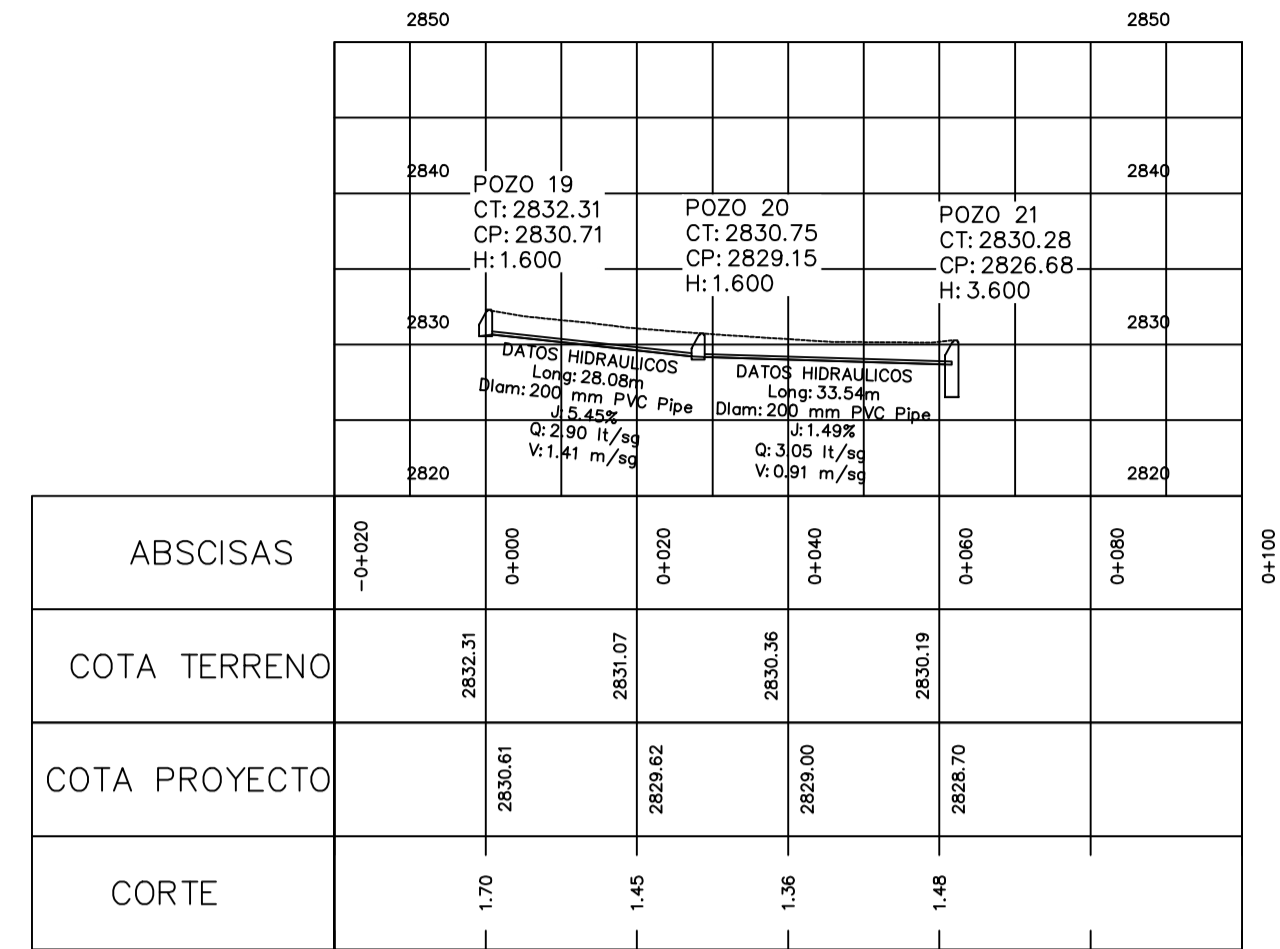 2850
2850
2840
2840
POZO 19
CT: 2832.31
CP: 2830.71
H: 1.600
POZO 20
CT: 2830.75
CP: 2829.15
H: 1.600
POZO 21
CT: 2830.28
CP: 2826.68
H: 3.600
2830
2830
DATOS HIDRAULICOS
Long: 28.08m
Diam: 200 mm PVC Pipe
J: 5.45%
Q: 2.90 lt/sg
V: 1.41 m/sg
DATOS HIDRAULICOS
Long: 33.54m
Diam: 200 mm PVC Pipe
J: 1.49%
Q: 3.05 lt/sg
V: 0.91 m/sg
2820
2820
ABSCISAS
-0+020
0+000
0+020
0+040
0+060
0+080
0+100
COTA TERRENO
2832.31
2831.07
2830.36
2830.19
COTA PROYECTO
2830.61
2829.62
2829.00
2828.70
CORTE
1.70
1.45
1.36
1.48